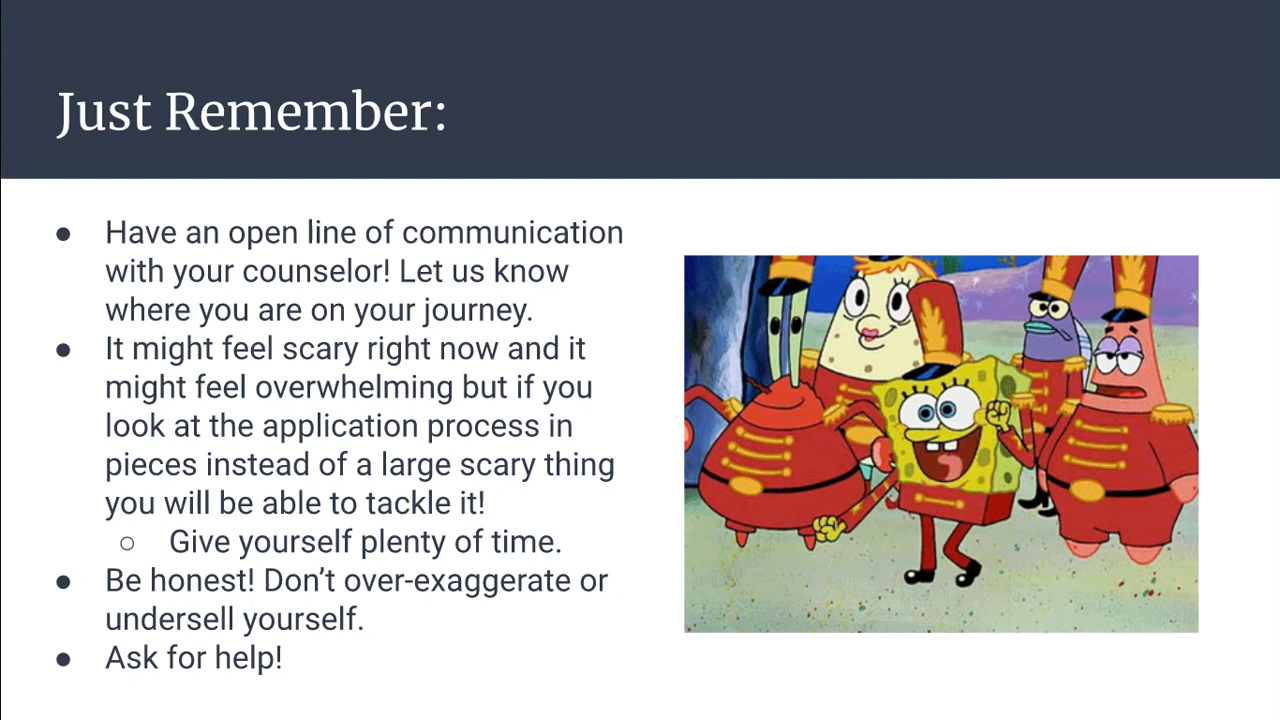 Just Remember:
● Have an open line of communication
with your counselor! Let us know
where you are on your journey.
● It might feel scary right now and it
might feel overwhelming but if you
look at the application process in
pieces instead of a large scary thing
you will be able to tackle it!
○ Give yourself plenty of time.
● Be honest! Don’t over-exaggerate or
undersell yourself.
● Ask for help!